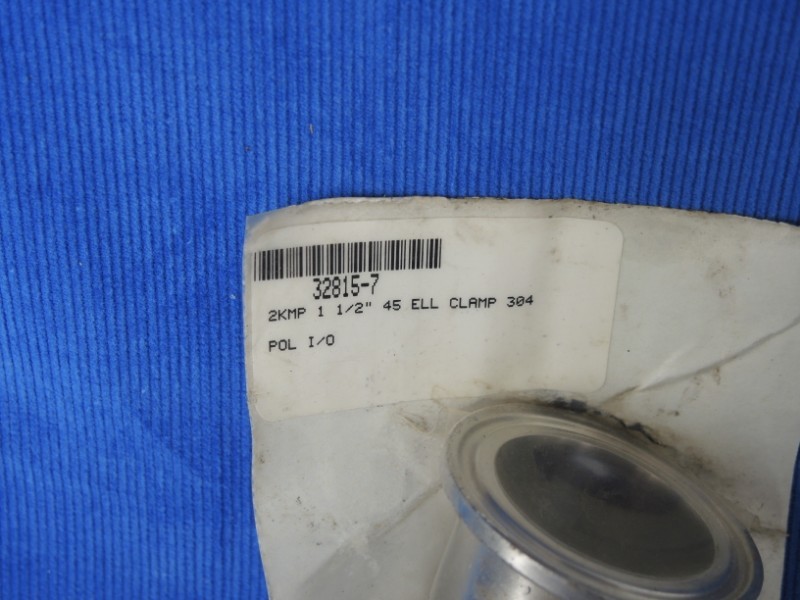 32815-7
2KMP 1 1/2" 45 ELL CLAMP 304
POL I/O